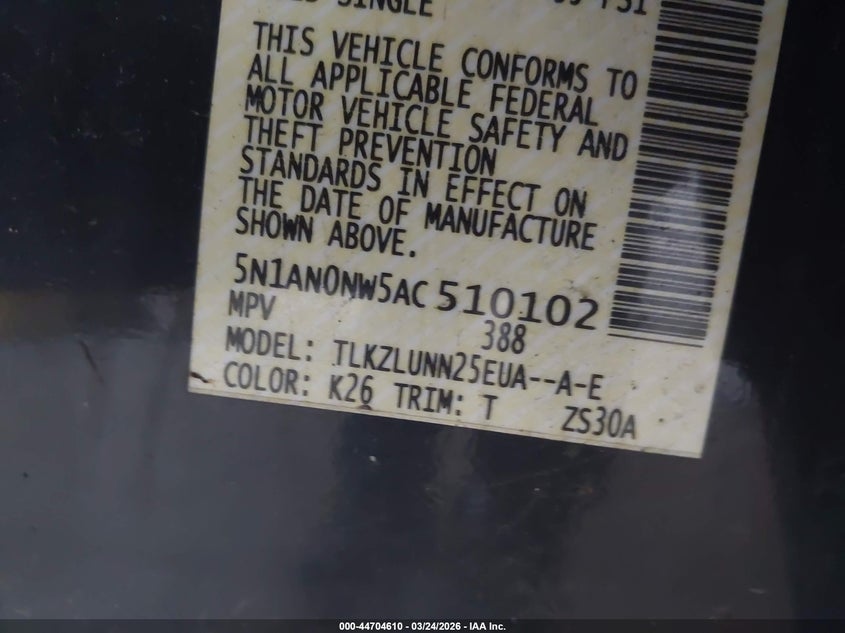 SINGLE PSI
THIS VEHICLE CONFORMS TO
ALL APPLICABLE FEDERAL
MOTOR VEHICLE SAFETY AND
THEFT PREVENTION
STANDARDS IN EFFECT ON
THE DATE OF MANUFACTURE
SHOWN ABOVE.
5N1AN0NW5AC510102
MPV 388
MODEL: TLKZLUNN25EUA--A-E
COLOR: K26 TRIM: T ZS30A
000-44704610 - 03/24/2026 - IAA Inc.